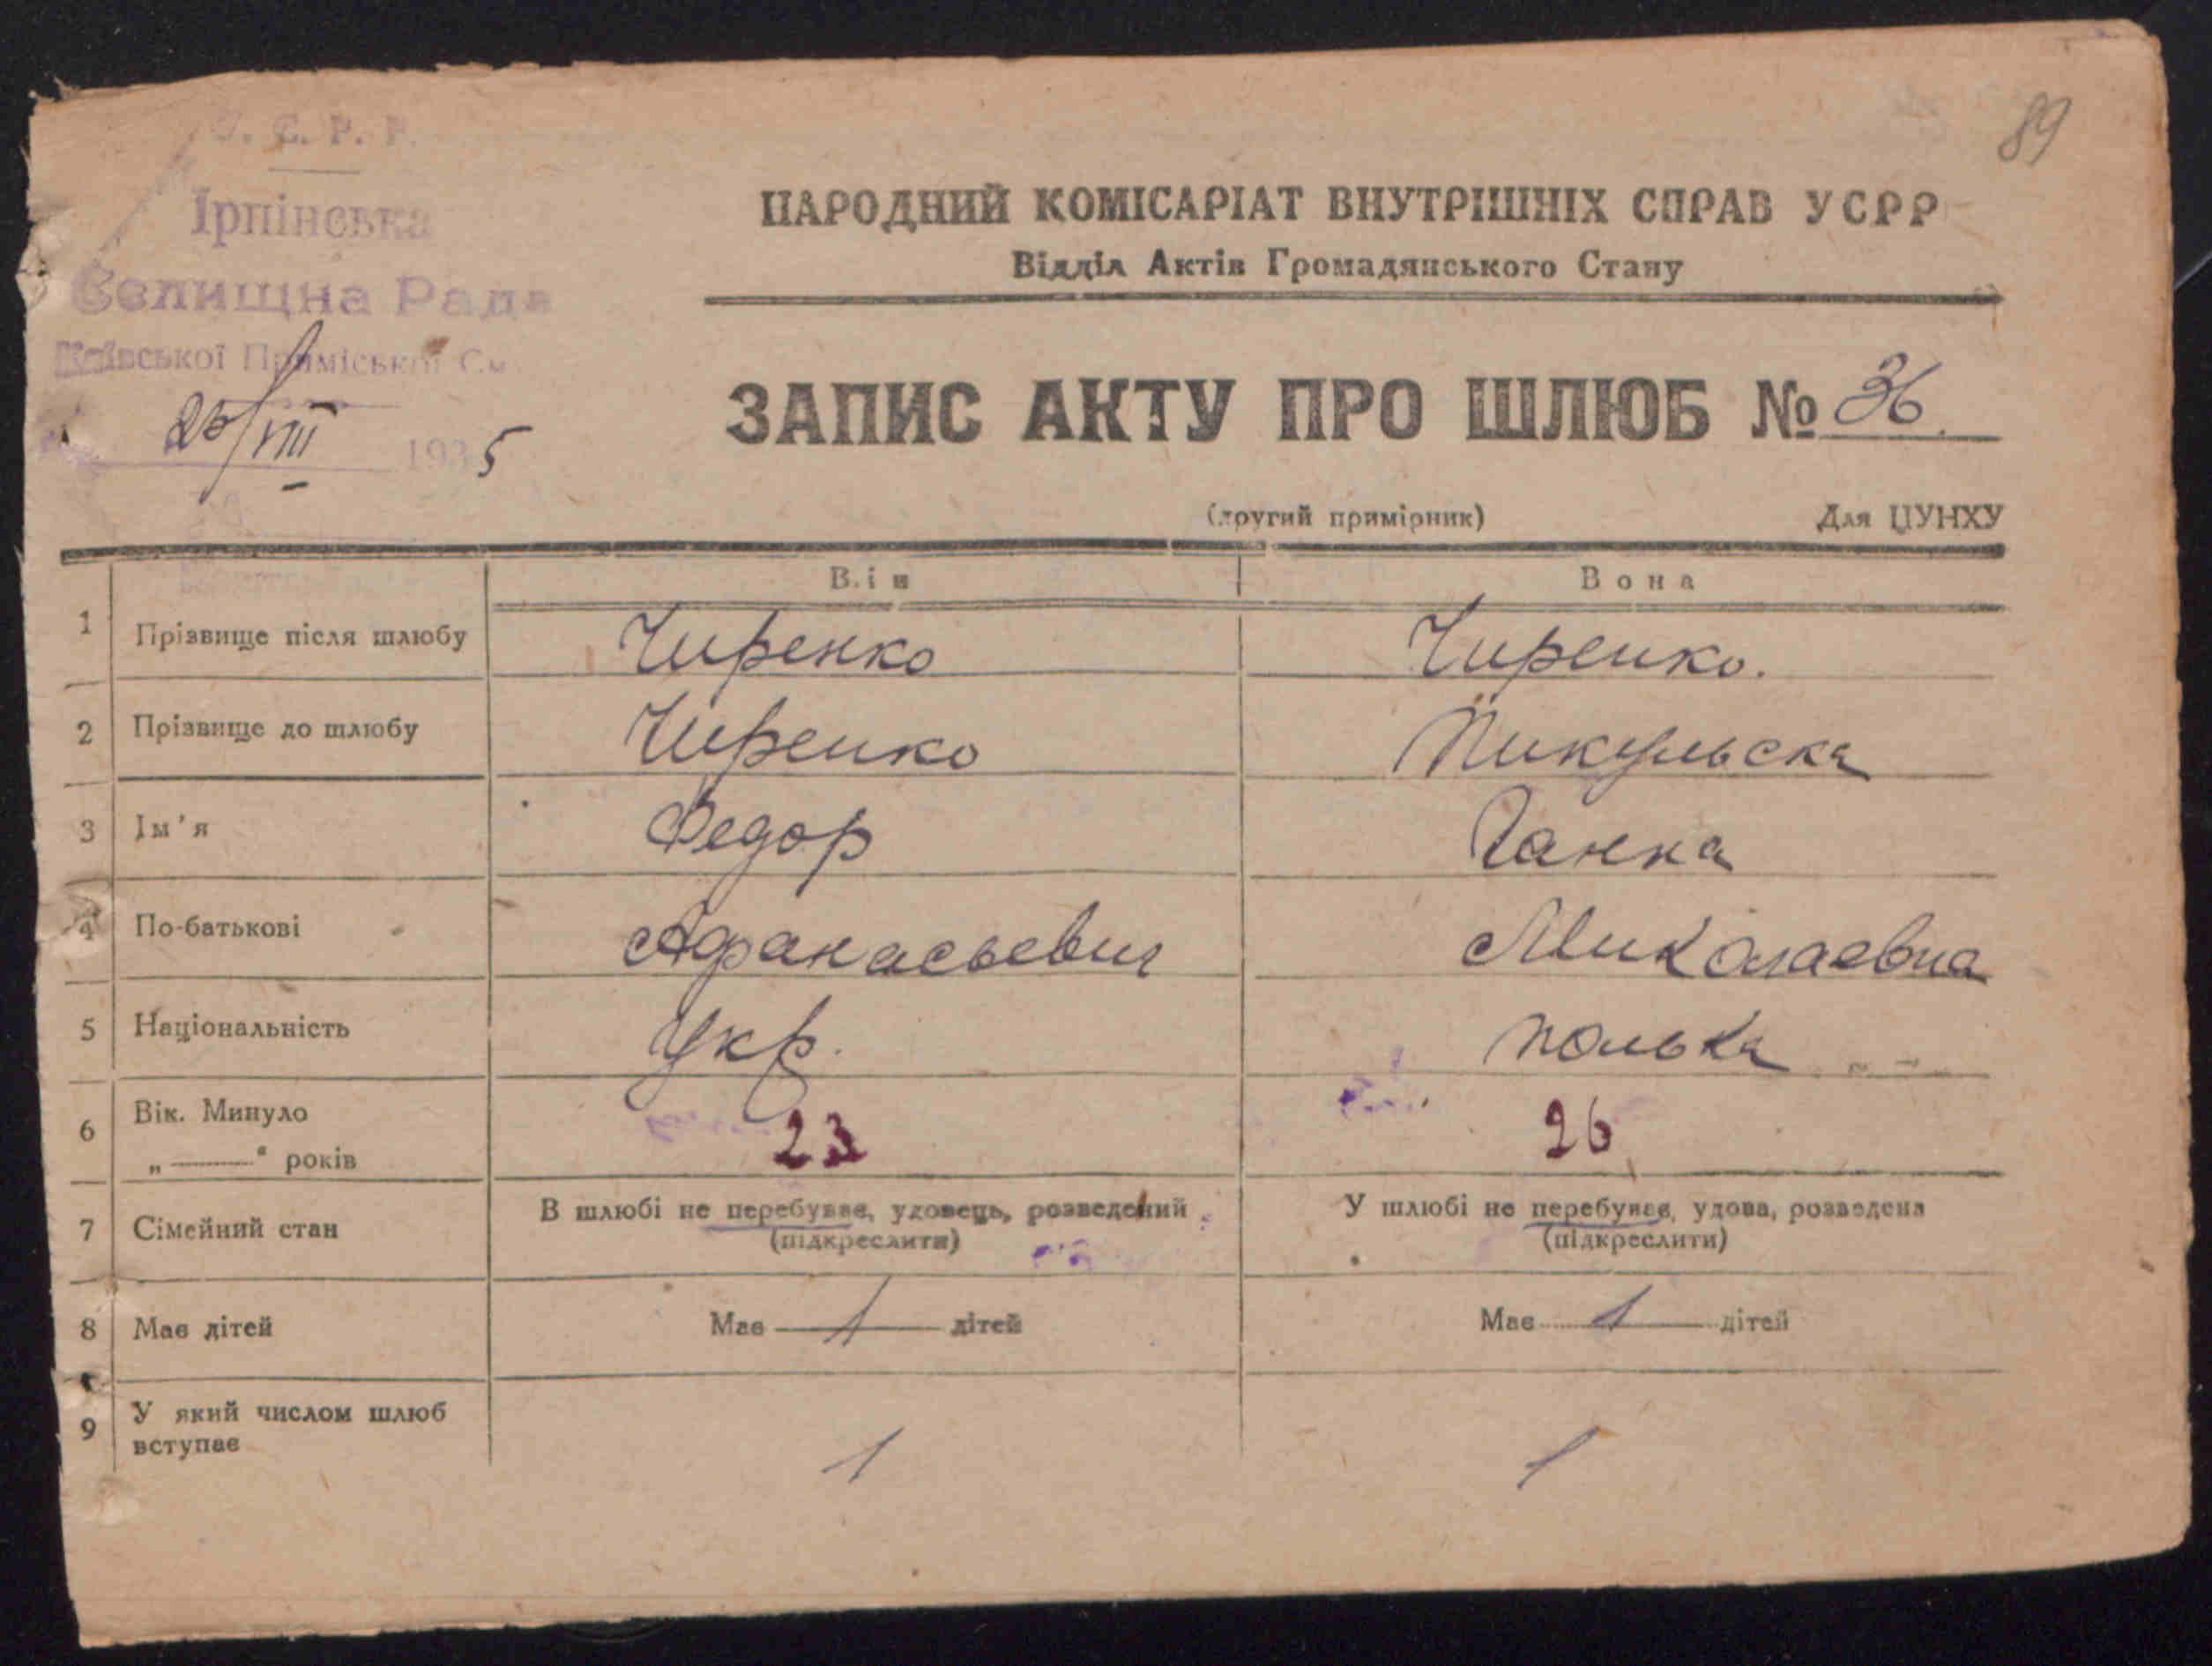 89
У. С. Р. Р.
Ірпінська
Селищна Рада
Київської Приміської См.
25/VIII 1935
НАРОДНИЙ КОМІСАРІАТ ВНУТРІШНІХ СПРАВ УСРР
Відділ Актів Громадянського Стану
ЗАПИС АКТУ ПРО ШЛЮБ № 36.
(другий примірник) Для ЦУНХУ
Він Вона
1 Прізвище після шлюбу Чиренко Чиренко.
2 Прізвище до шлюбу Чиренко Пикульска
3 Ім'я Федор Ганка
4 По-батькові Афанасьевич Миколаевна
5 Національність Укр. полька
6 Вік. Минуло „———“ років 23 26
7 Сімейний стан В шлюбі не перебував, удовець, розведений (підкреслити) У шлюбі не перебував, удова, розведена (підкреслити)
8 Має дітей Має 1 дітей Має 1 дітей
9 У який числом шлюб вступає 1 1